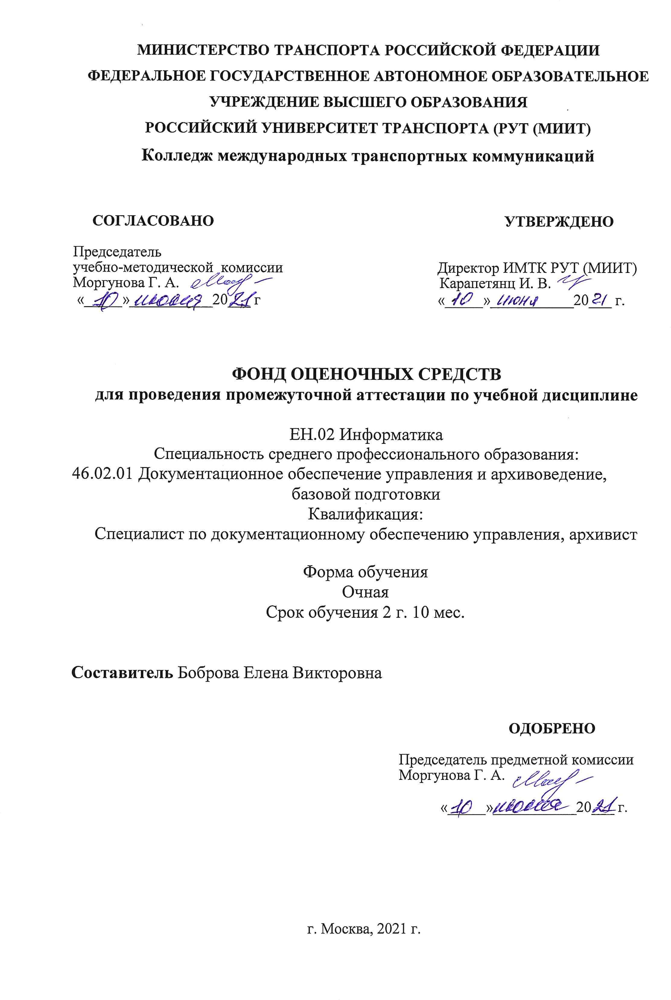 МИНИСТЕРСТВО ТРАНСПОРТА РОССИЙСКОЙ ФЕДЕРАЦИИ
ФЕДЕРАЛЬНОЕ ГОСУДАРСТВЕННОЕ АВТОНОМНОЕ ОБРАЗОВАТЕЛЬНОЕ
УЧРЕЖДЕНИЕ ВЫСШЕГО ОБРАЗОВАНИЯ
РОССИЙСКИЙ УНИВЕРСИТЕТ ТРАНСПОРТА (РУТ (МИИТ)
Колледж международных транспортных коммуникаций
СОГЛАСОВАНО
Председатель
учебно-методической комиссии
Моргунова Г. А.
«10» июня 2021 г
УТВЕРЖДЕНО
Директор ИМТК РУТ (МИИТ)
Карапетянц И. В.
«10» июня 2021 г.
ФОНД ОЦЕНОЧНЫХ СРЕДСТВ
для проведения промежуточной аттестации по учебной дисциплине
ЕН.02 Информатика
Специальность среднего профессионального образования:
46.02.01 Документационное обеспечение управления и архивоведение,
базовой подготовки
Квалификация:
Специалист по документационному обеспечению управления, архивист
Форма обучения
Очная
Срок обучения 2 г. 10 мес.
Составитель Боброва Елена Викторовна
ОДОБРЕНО
Председатель предметной комиссии
Моргунова Г. А.
«10» июня 2021 г.
г. Москва, 2021 г.